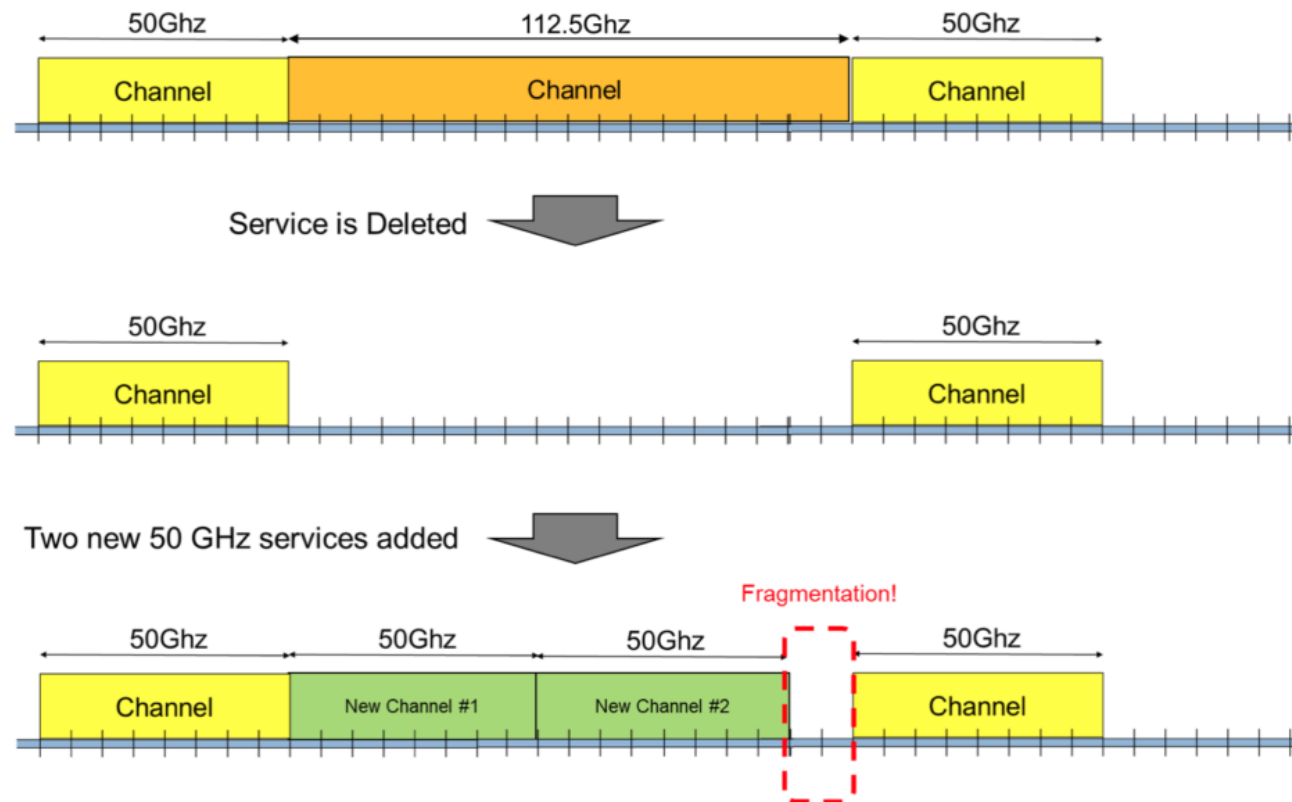 50Ghz 112.5Ghz 50Ghz
Channel Channel Channel
Service is Deleted
50Ghz 50Ghz
Channel Channel
Two new 50 GHz services added
Fragmentation!
50Ghz 50Ghz 50Ghz 50Ghz
Channel New Channel #1 New Channel #2 Channel